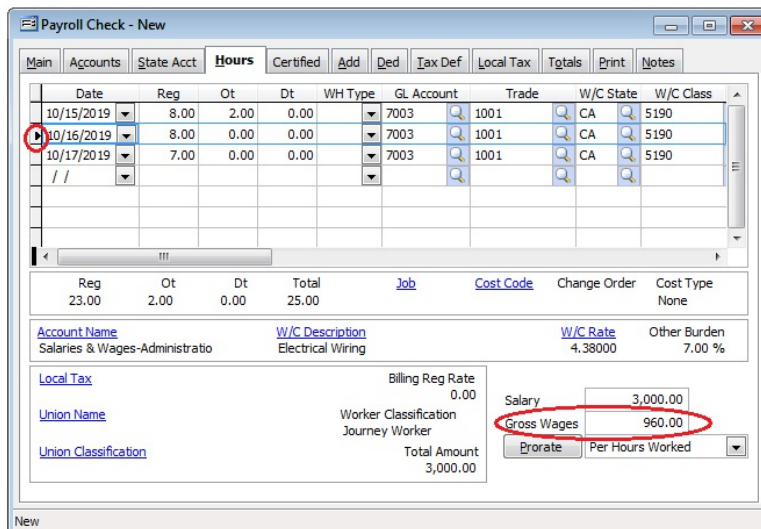 Payroll Check - New
Main Accounts State Acct Hours Certified Add Ded Tax Def Local Tax Totals Print Notes
Date Reg Ot Dt WH Type GL Account Trade W/C State W/C Class
10/15/2019 8.00 2.00 0.00 7003 1001 CA 5190
10/16/2019 8.00 0.00 0.00 7003 1001 CA 5190
10/17/2019 7.00 0.00 0.00 7003 1001 CA 5190
/ /
Reg Ot Dt Total Job Cost Code Change Order Cost Type
23.00 2.00 0.00 25.00 None
Account Name W/C Description W/C Rate Other Burden
Salaries & Wages-Administratio Electrical Wiring 4.38000 7.00 %
Local Tax Billing Reg Rate
0.00
Salary 3,000.00
Union Name Worker Classification
Gross Wages 960.00
Journey Worker
Union Classification Total Amount
Prorate Per Hours Worked
3,000.00
New